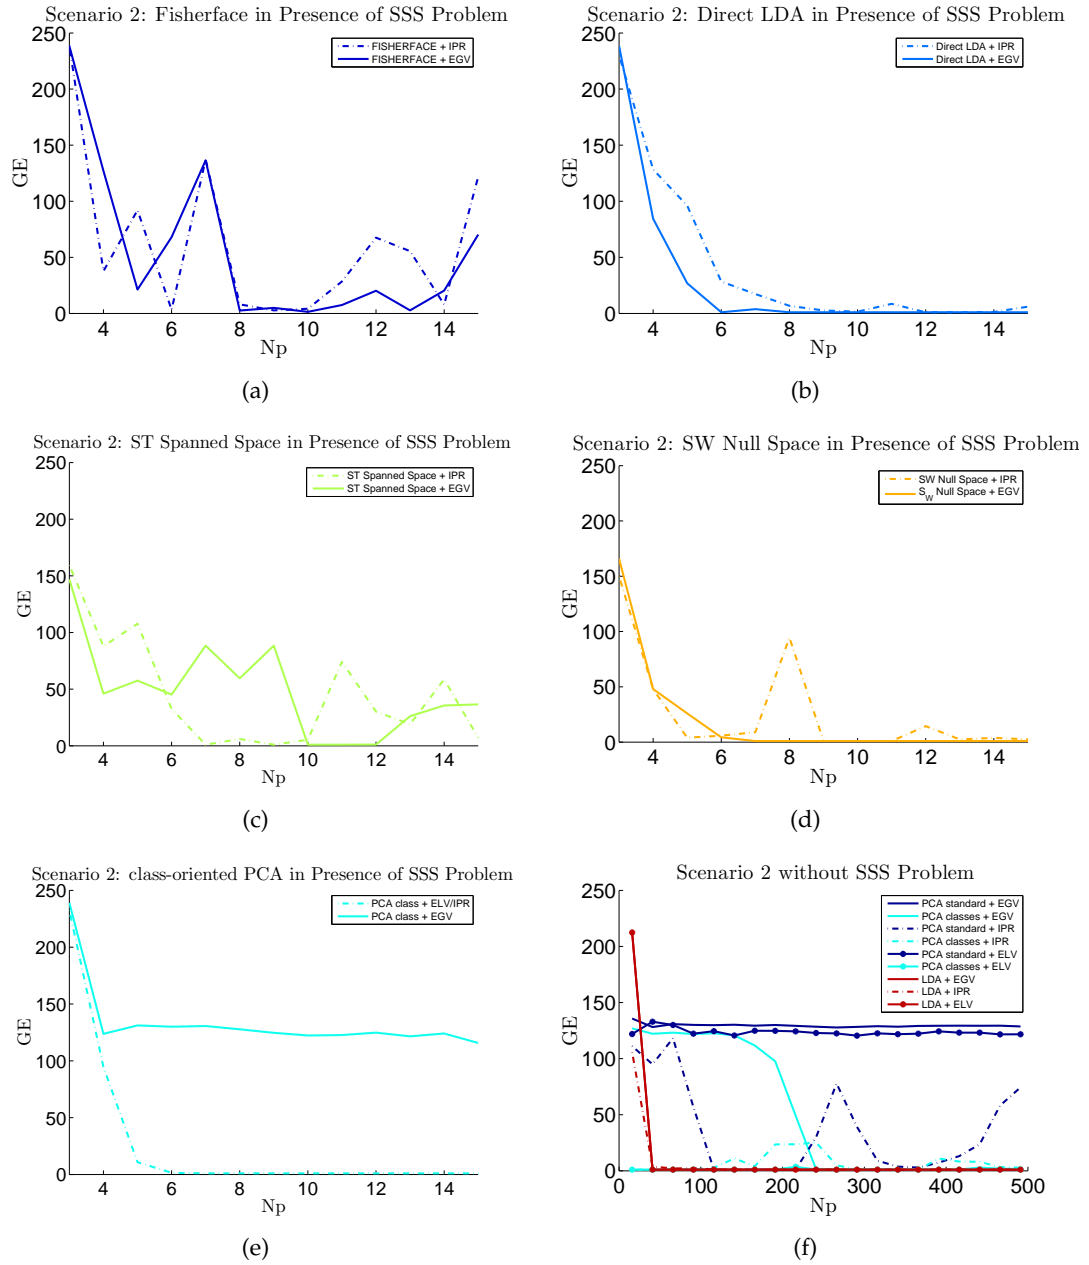 Scenario 2: Fisherface in Presence of SSS Problem
FISHERFACE + IPR
FISHERFACE + EGV
250
200
150
100
50
0
GE
4 6 8 10 12 14
Np
(a)
Scenario 2: Direct LDA in Presence of SSS Problem
Direct LDA + IPR
Direct LDA + EGV
250
200
150
100
50
0
GE
4 6 8 10 12 14
Np
(b)
Scenario 2: ST Spanned Space in Presence of SSS Problem
ST Spanned Space + IPR
ST Spanned Space + EGV
250
200
150
100
50
0
GE
4 6 8 10 12 14
Np
(c)
Scenario 2: SW Null Space in Presence of SSS Problem
SW Null Space + IPR
S_W Null Space + EGV
250
200
150
100
50
0
GE
4 6 8 10 12 14
Np
(d)
Scenario 2: class-oriented PCA in Presence of SSS Problem
PCA class + ELV/IPR
PCA class + EGV
250
200
150
100
50
0
GE
4 6 8 10 12 14
Np
(e)
Scenario 2 without SSS Problem
PCA standard + EGV
PCA classes + EGV
PCA standard + IPR
PCA classes + IPR
PCA standard + ELV
PCA classes + ELV
LDA + EGV
LDA + IPR
LDA + ELV
250
200
150
100
50
0
GE
0 100 200 300 400 500
Np
(f)